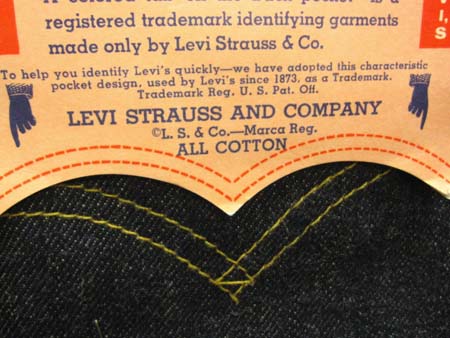 is a
registered trademark identifying garments
made only by Levi Strauss & Co.
To help you identify Levi's quickly—we have adopted this characteristic
pocket design, used by Levi's since 1873, as a Trademark.
Trademark Reg. U. S. Pat. Off.
LEVI STRAUSS AND COMPANY
©L. S. & Co.—Marca Reg.
ALL COTTON